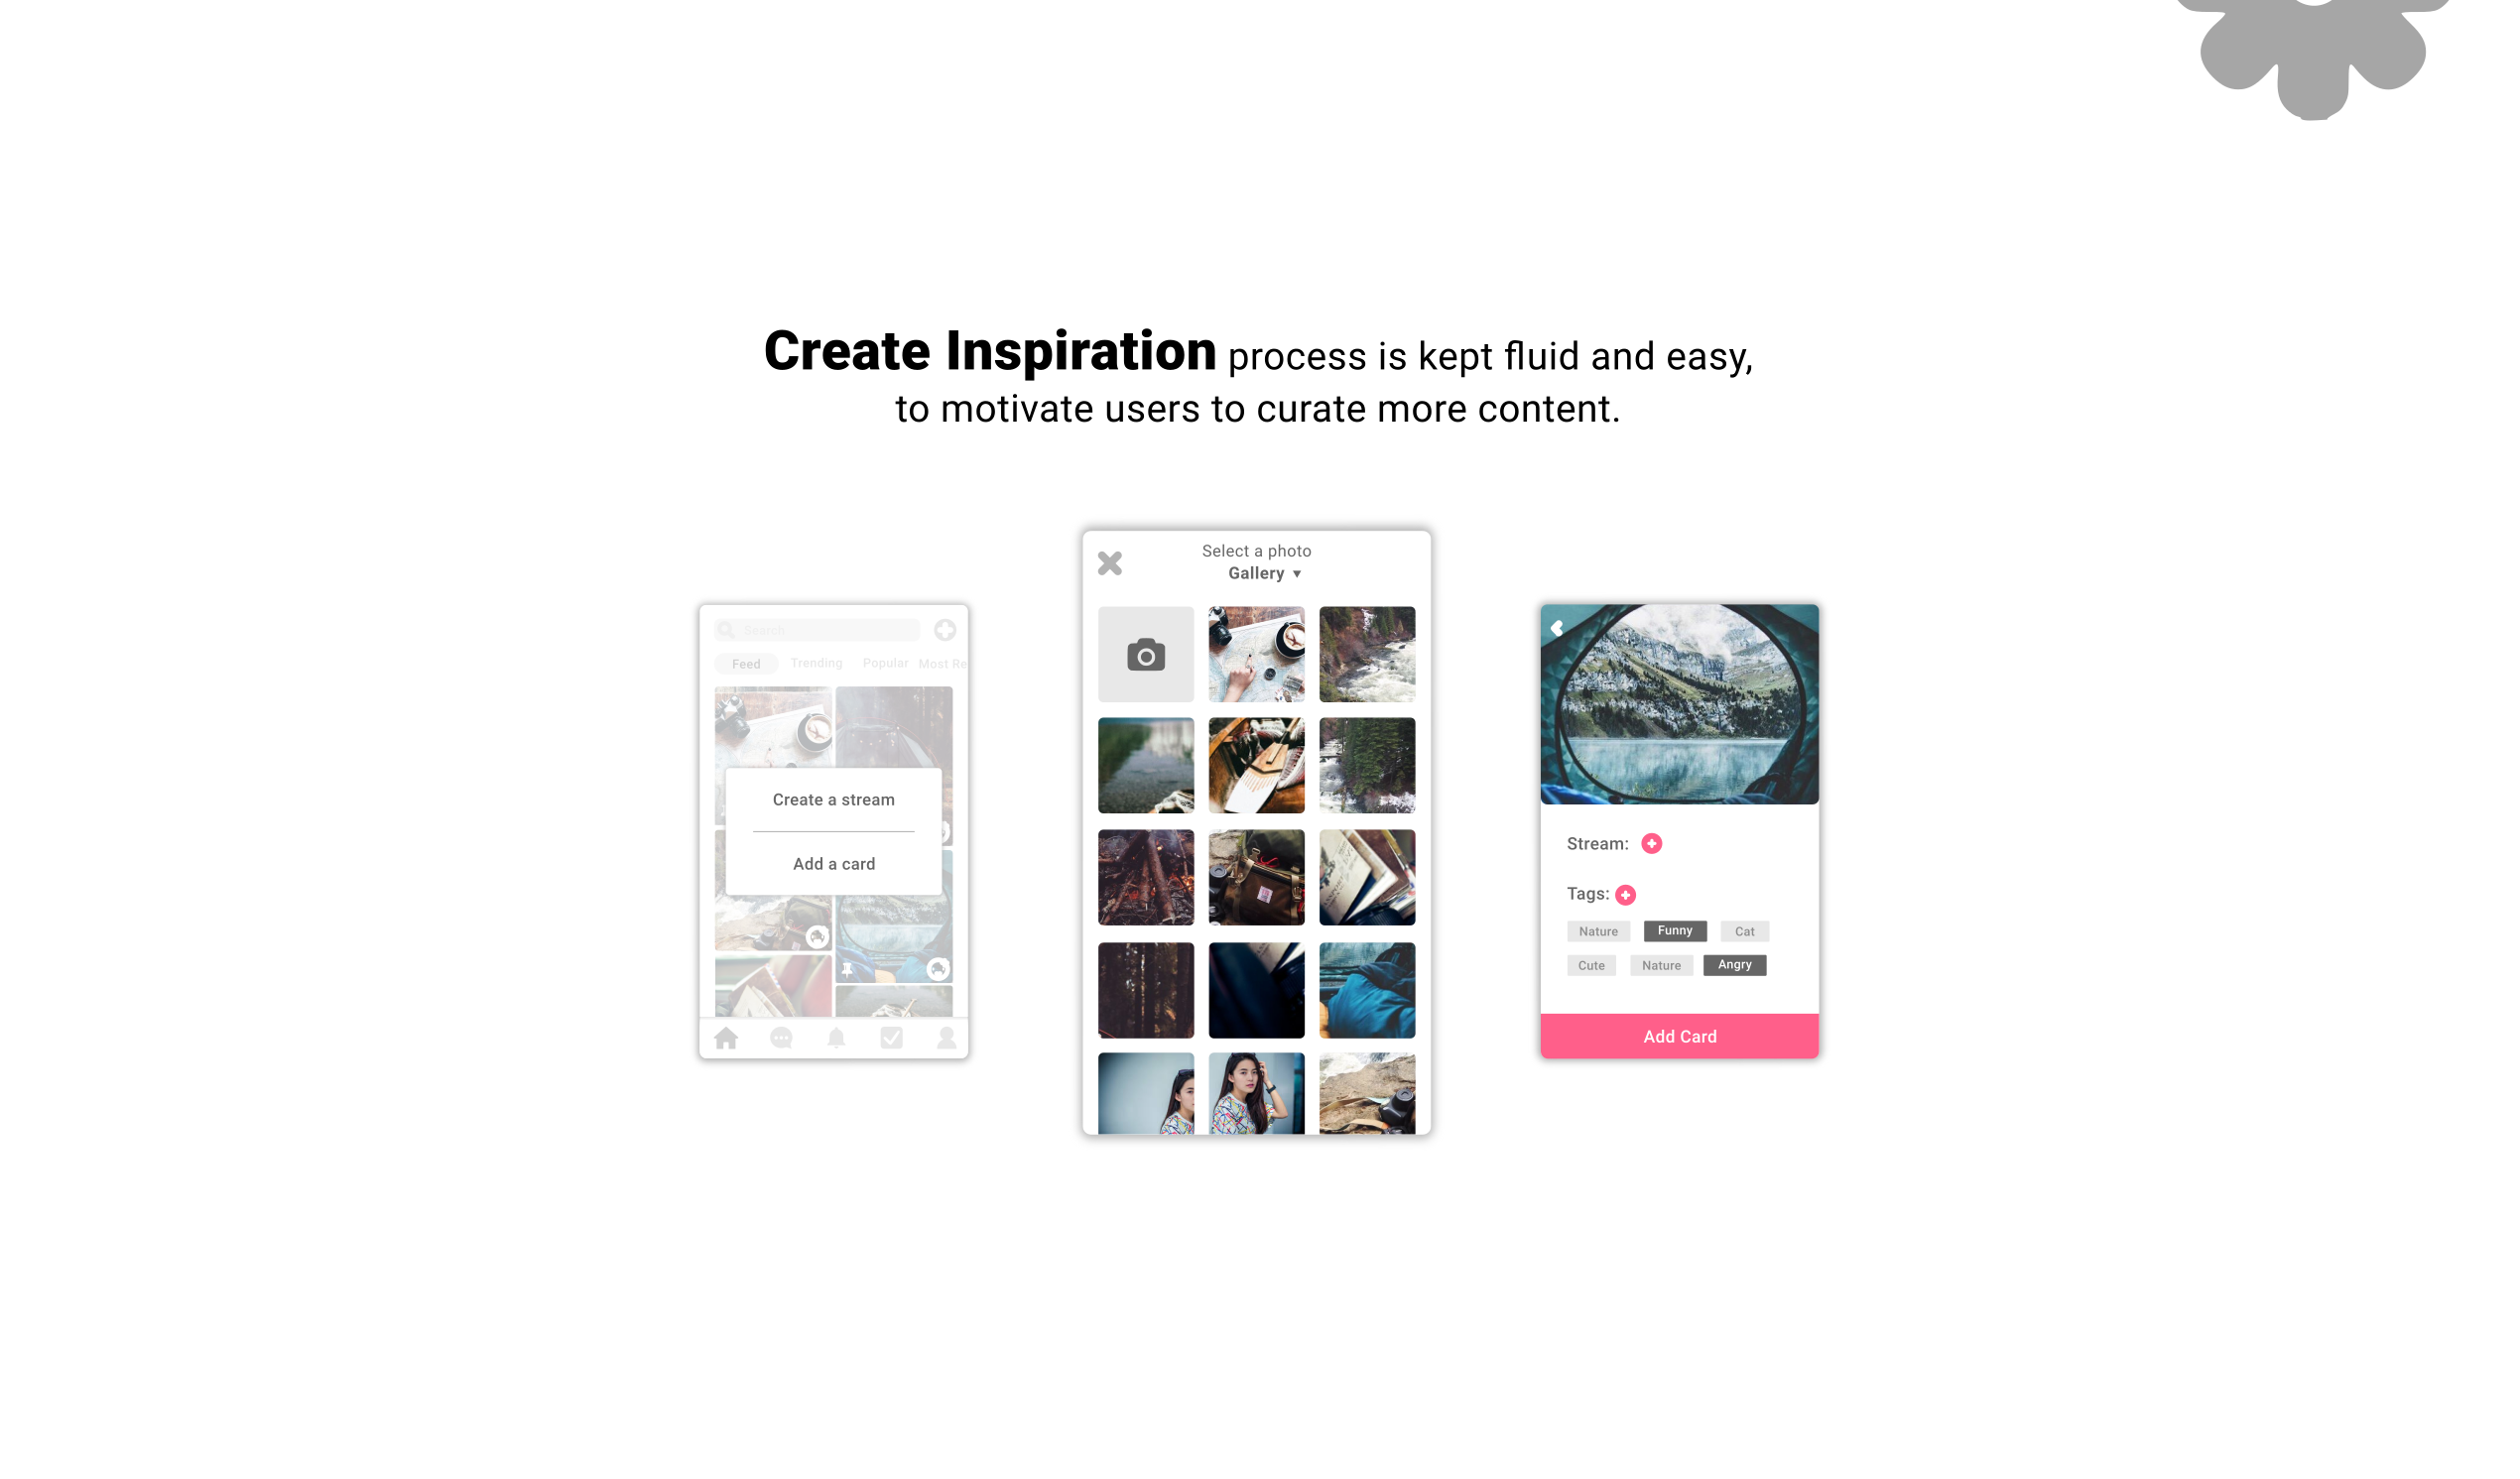 Create Inspiration process is kept fluid and easy,
to motivate users to curate more content.
Search
Feed Trending Popular Most Re
Create a stream
Add a card
Select a photo
Gallery
Stream:
Tags:
Nature Funny Cat
Cute Nature Angry
Add Card